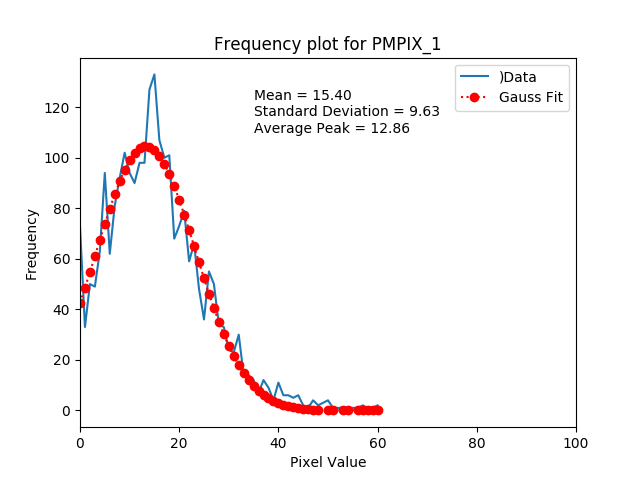 Frequency plot for PMPIX_1
)Data
Gauss Fit
Mean = 15.40
Standard Deviation = 9.63
Average Peak = 12.86
Frequency
120
100
80
60
40
20
0
0 20 40 60 80 100
Pixel Value